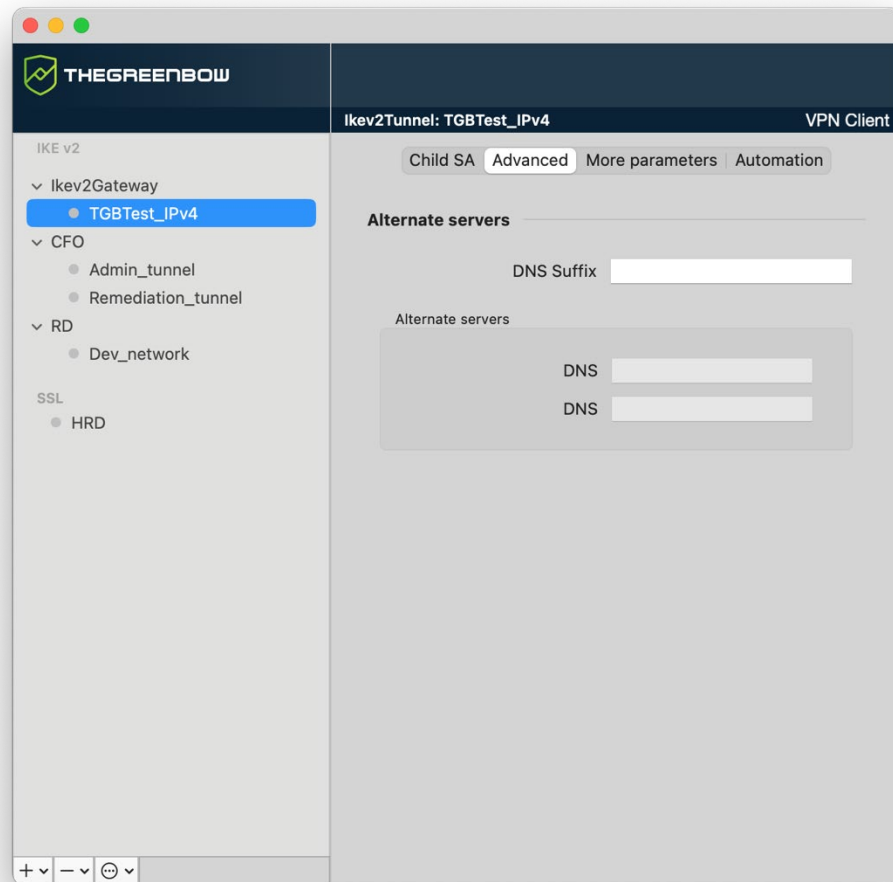 THEGREENBOW
Ikev2Tunnel: TGBTest_IPv4
VPN Client
IKE v2
Ikev2Gateway
TGBTest_IPv4
CFO
Admin_tunnel
Remediation_tunnel
RD
Dev_network
SSL
HRD
Child SA
Advanced
More parameters
Automation
Alternate servers
DNS Suffix
Alternate servers
DNS
DNS